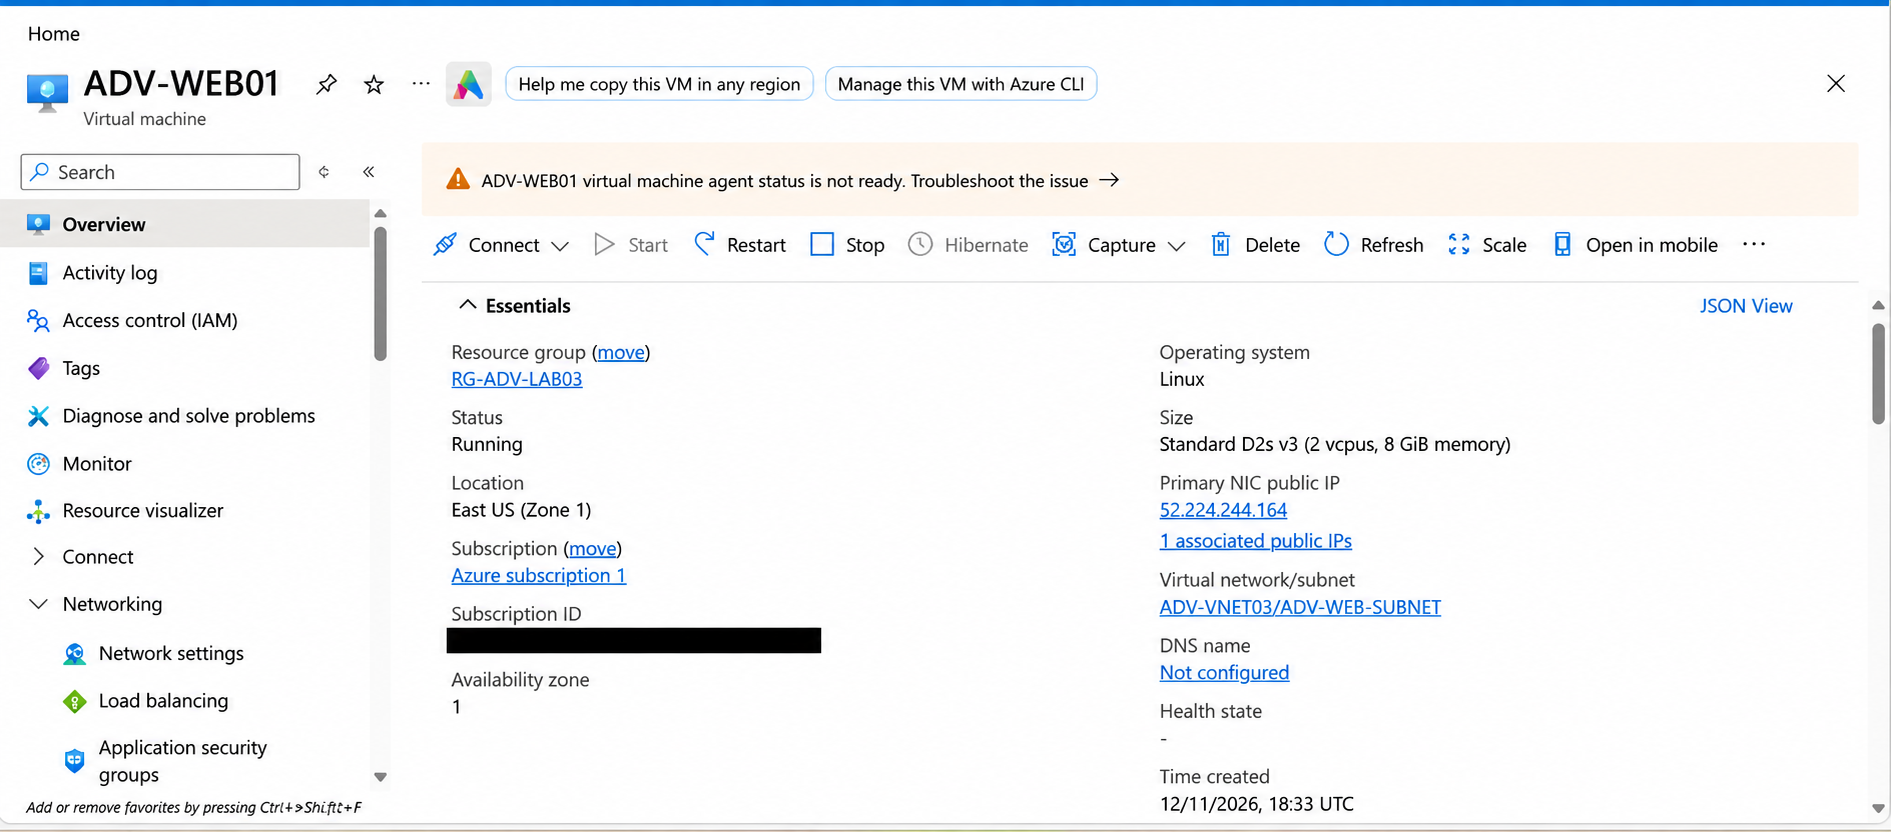 Home
ADV-WEB01
Virtual machine
Help me copy this VM in any region
Manage this VM with Azure CLI
Search
Overview
Activity log
Access control (IAM)
Tags
Diagnose and solve problems
Monitor
Resource visualizer
Connect
Networking
Network settings
Load balancing
Application security
groups
Add or remove favorites by pressing
ADV-WEB01 virtual machine agent status is not ready. Troubleshoot the issue →
Connect
Start
Restart
Stop
Hibernate
Capture
Delete
Refresh
Scale
Open in mobile
Essentials
JSON View
Resource group (move)
RG-ADV-LAB03
Status
Running
Location
East US (Zone 1)
Subscription (move)
Azure subscription 1
Subscription ID
Availability zone
1
Operating system
Linux
Size
Standard D2s v3 (2 vcpus, 8 GiB memory)
Primary NIC public IP
52.224.244.164
1 associated public IPs
Virtual network/subnet
ADV-VNET03/ADV-WEB-SUBNET
DNS name
Not configured
Health state
-
Time created
12/11/2026, 18:33 UTC